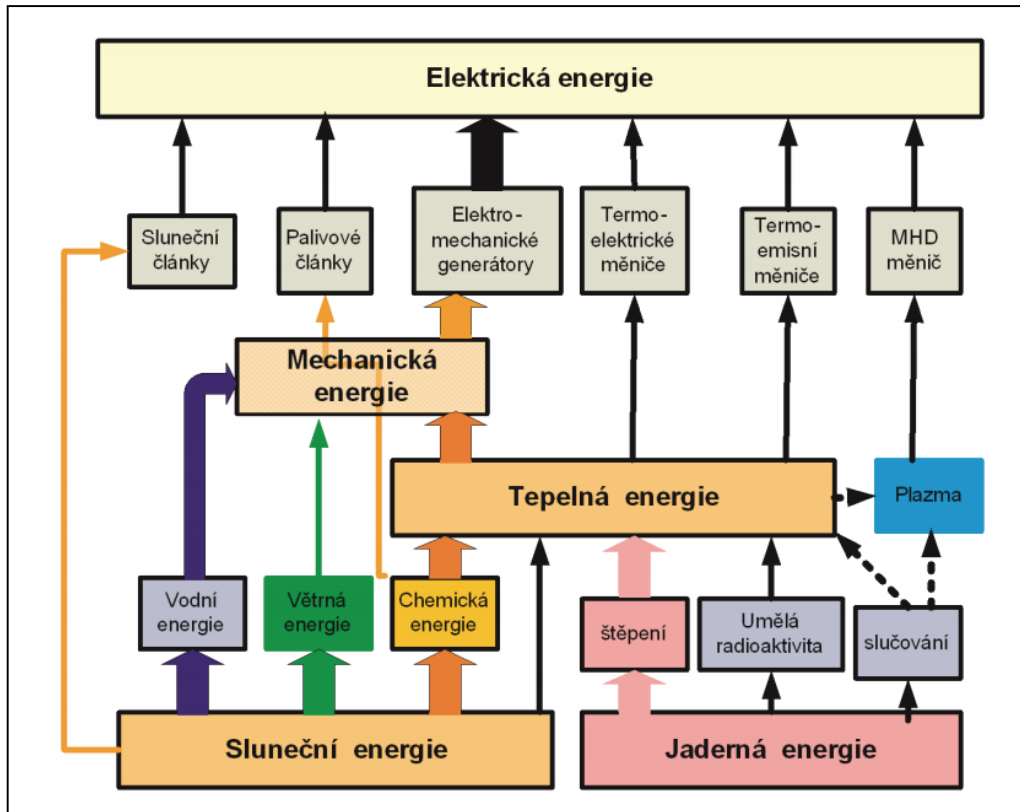 Elektrická energie
Sluneční
články
Palivové
články
Elektro-
mechanické
generátory
Termo-
elektrické
měniče
Termo-
emisní
měniče
MHD
měnič
Mechanická
energie
Tepelná energie
Plazma
Vodní
energie
Větrná
energie
Chemická
energie
štěpení
Umělá
radioaktivita
slučování
Sluneční energie
Jaderná energie